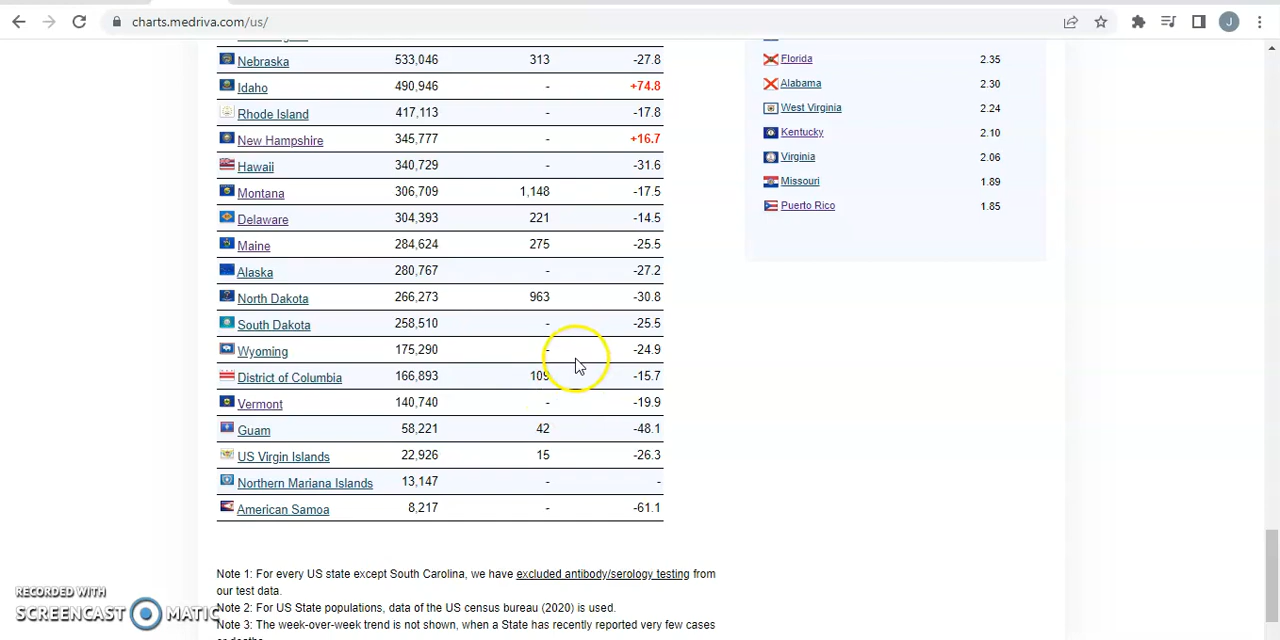 charts.medriva.com/us/
J
Nebraska 533,046 313 -27.8
Idaho 490,946 - +74.8
Rhode Island 417,113 - -17.8
New Hampshire 345,777 - +16.7
Hawaii 340,729 - -31.6
Montana 306,709 1,148 -17.5
Delaware 304,393 221 -14.5
Maine 284,624 275 -25.5
Alaska 280,767 - -27.2
North Dakota 266,273 963 -30.8
South Dakota 258,510 - -25.5
Wyoming 175,290 - -24.9
District of Columbia 166,893 109 -15.7
Vermont 140,740 - -19.9
Guam 58,221 42 -48.1
US Virgin Islands 22,926 15 -26.3
Northern Mariana Islands 13,147 - -
American Samoa 8,217 - -61.1
Note 1: For every US state except South Carolina, we have excluded antibody/serology testing from
our test data.
Note 2: For US State populations, data of the US census bureau (2020) is used.
Note 3: The week-over-week trend is not shown, when a State has recently reported very few cases
or deaths.
Florida 2.35
Alabama 2.30
West Virginia 2.24
Kentucky 2.10
Virginia 2.06
Missouri 1.89
Puerto Rico 1.85
RECORDED WITH
SCREENCAST MATIC